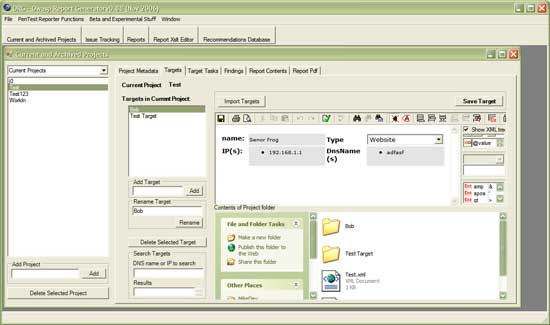 ORG - Owasp Report Generator v0.88 (Nov 2006)
File PenTest Reporter Functions Beta and Experimental Stuff Window
Current and Archived Projects Issue Tracking Reports Report Xslt Editor Recommendations Database
Current and Archived Projects
Current Projects
Project Metadata Targets Target Tasks Findings Report Contents Report Pdf
Test
Test123
WorkIn
Current Project Test
Targets in Current Project:
Bob
Test Target
Import Targets
Save Target
Show XML tree
@value
name: Senor Frog Type Website
IP(s): 192.168.1.1 DnsName(s) adfasf
Ent amp &
Ent apos '
Ent gt >
Add Target
Add
Rename Target
Bob
Rename
Delete Selected Target
Search Targets
DNS name or IP to search
Results
Contents of Project folder
File and Folder Tasks
Make a new folder
Publish this folder to the Web
Share this folder
Other Places
Bob
Test Target
Test.xml
XML Document
1 KB
Add Project
Add
Delete Selected Project